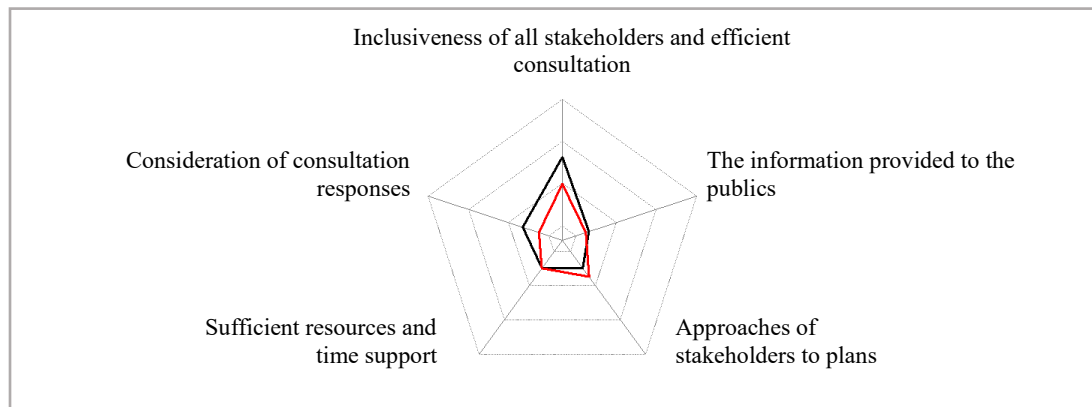 Inclusiveness of all stakeholders and efficient
consultation
Consideration of consultation
responses
The information provided to the
publics
Sufficient resources and
time support
Approaches of
stakeholders to plans